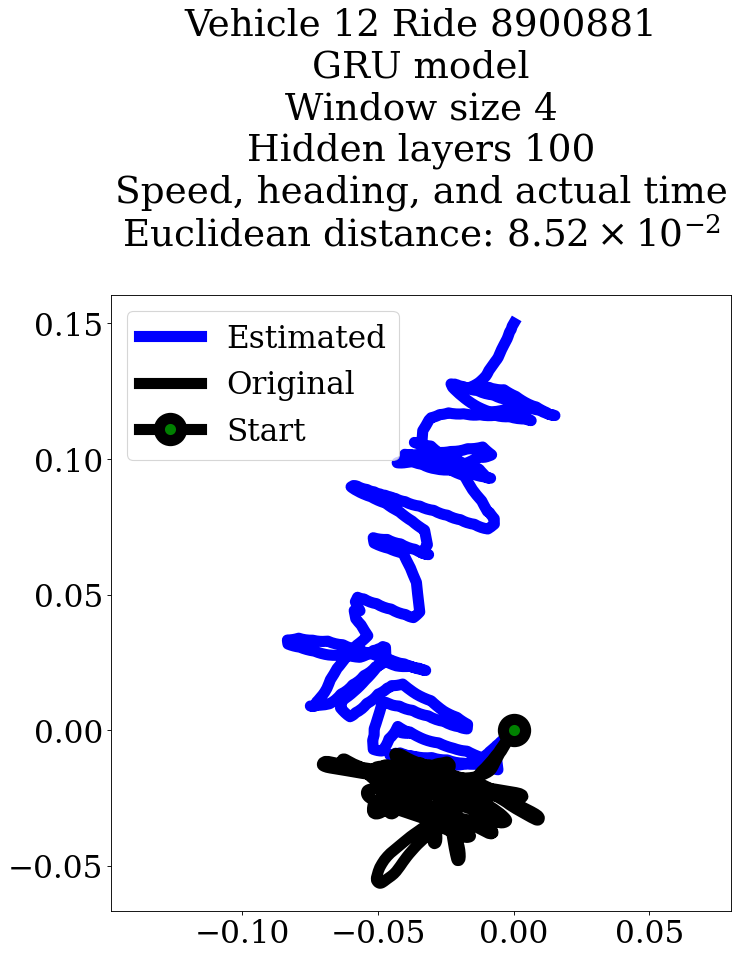 Vehicle 12 Ride 8900881
GRU model
Window size 4
Hidden layers 100
Speed, heading, and actual time
Euclidean distance: 8.52 × 10⁻²
Estimated
Original
Start
0.15
0.10
0.05
0.00
−0.05
−0.10 −0.05 0.00 0.05